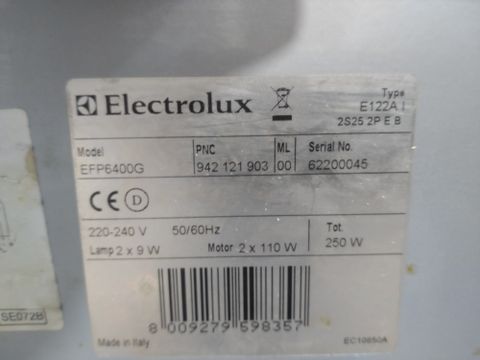 Electrolux
Type
E122A I
2S25 2P E B
Model
EFP6400G
PNC
942 121 903
ML
00
Serial No.
62200045
CE D
220-240 V 50/60Hz
Lamp 2 x 9 W Motor 2 x 110 W
Tot.
250 W
8 009279 598357
Made in Italy
EC10650A
SE072B